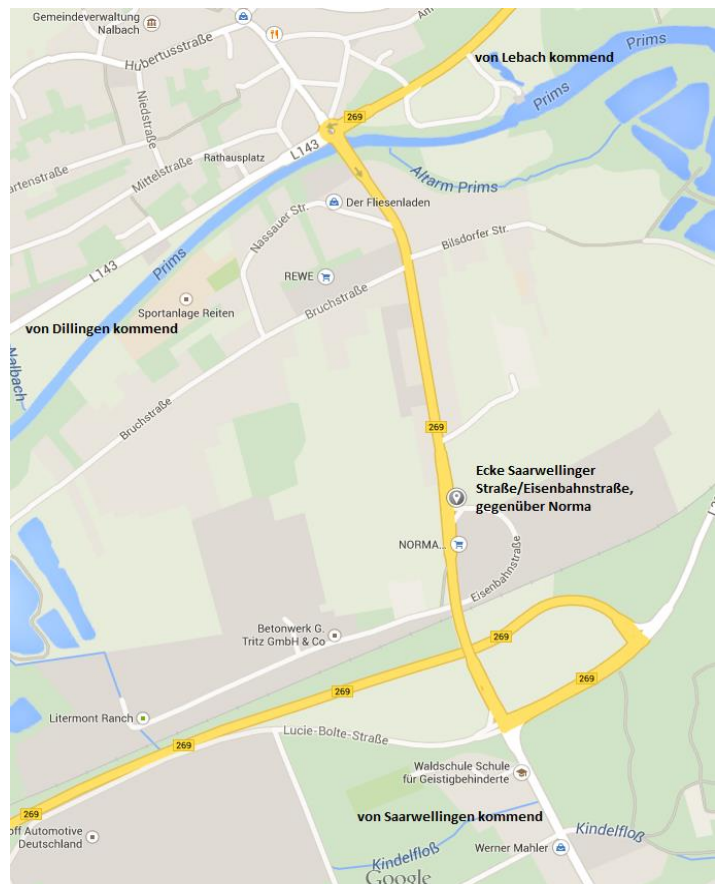 Gemeindeverwaltung
Nalbach
Hubertusstraße
Niedstraße
von Lebach kommend
Prims
Prims
269
L143
Rathausplatz
Mittelstraße
artenstraße
Altarm Prims
Der Fliesenladen
Nassauer Str.
Bilsdorfer Str.
REWE
L143
Prims
Sportanlage Reiten
Bruchstraße
von Dillingen kommend
Nalbach
Bruchstraße
269
Ecke Saarwellinger
Straße/Eisenbahnstraße,
gegenüber Norma
NORMA...
Eisenbahnstraße
Betonwerk G.
Tritz GmbH & Co
269
269
269
Litermont Ranch
Lucie-Bolte-Straße
269
Waldschule Schule
für Geistigbehinderte
269
von Saarwellingen kommend
off Automotive
Deutschland
Kindelfloß
Werner Mahler
Kindelfloß
Google